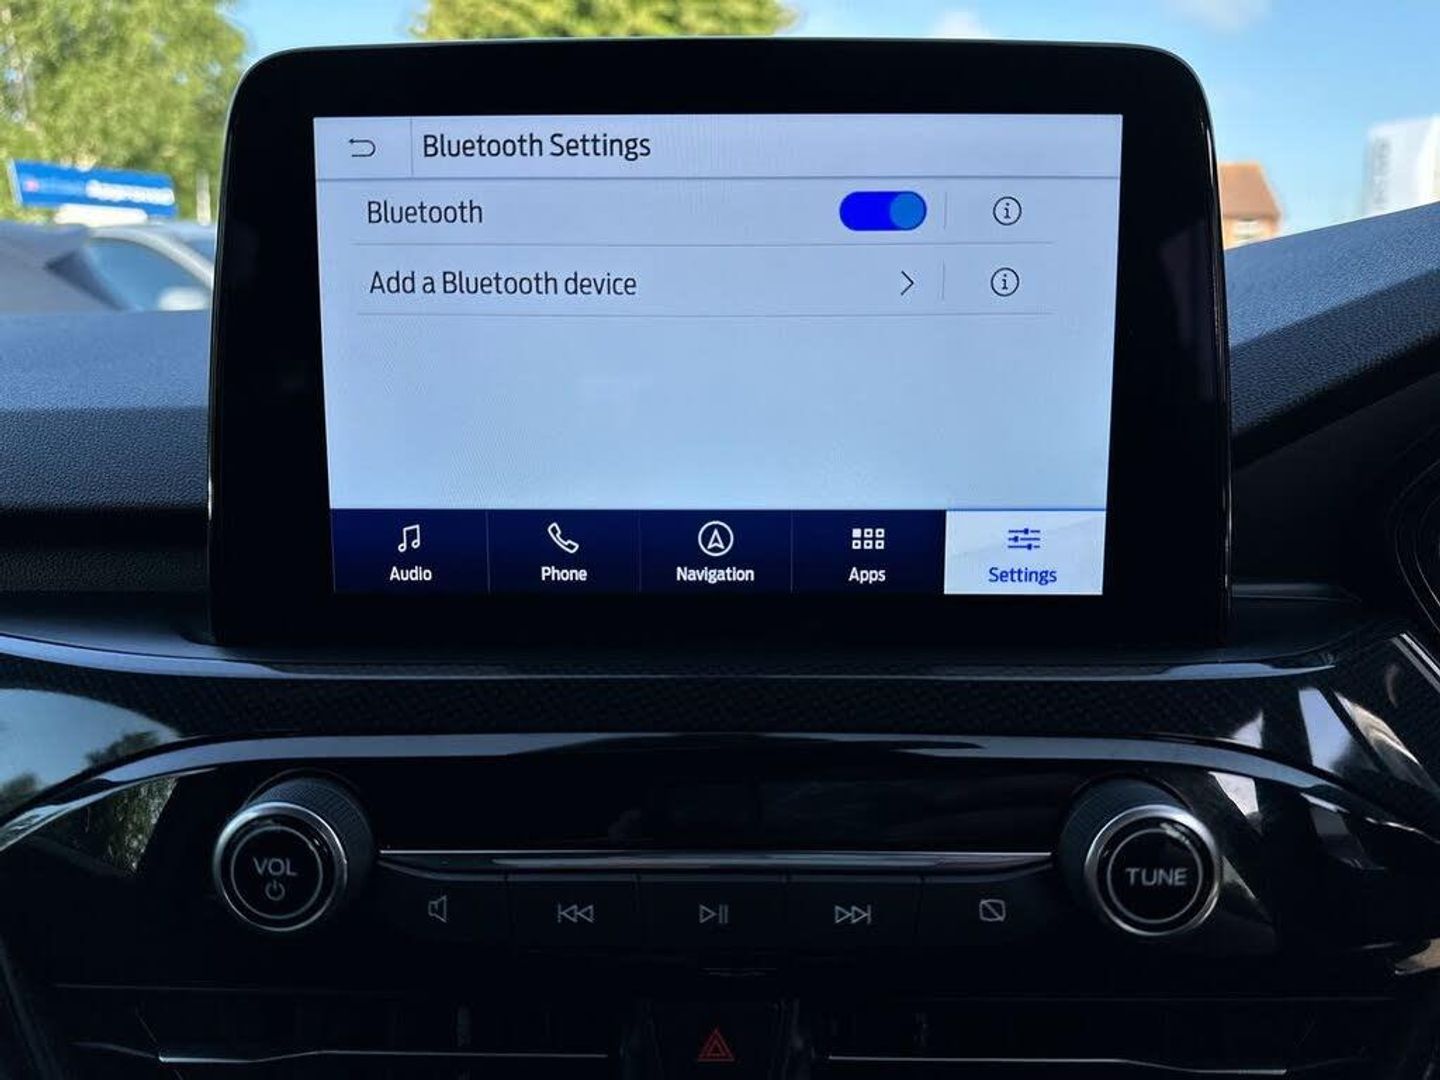 Bluetooth Settings
Bluetooth
Add a Bluetooth device
Audio
Phone
Navigation
Apps
Settings
VOL
TUNE